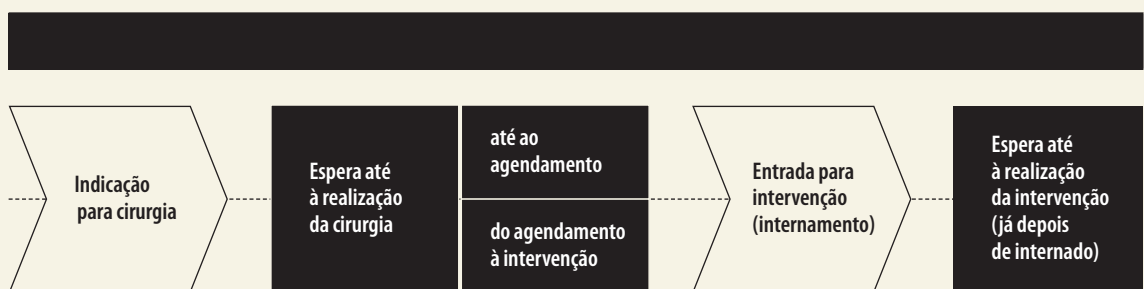 Indicação
para cirurgia
Espera até
à realização
da cirurgia
até ao
agendamento
do agendamento
à intervenção
Entrada para
intervenção
(internamento)
Espera até
à realização
da intervenção
(já depois
de internado)